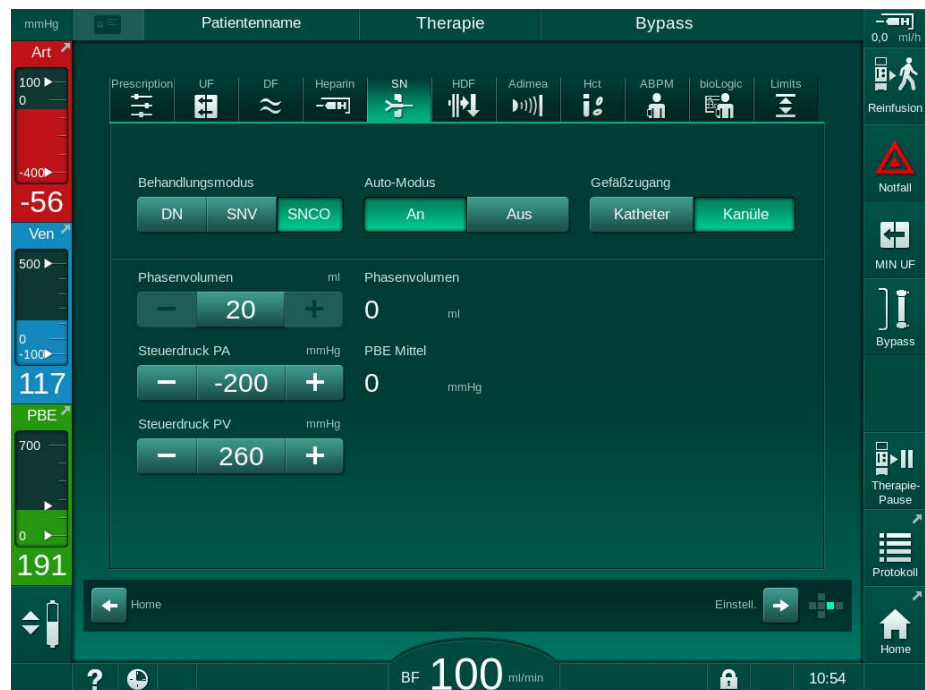 mmHg
Patientenname
Therapie
Bypass
0,0 ml/h
Art
100
0
-400
-56
Ven
500
0
-100
117
PBE
700
0
191
Prescription UF DF Heparin SN HDF Adimea Hct ABPM bioLogic Limits
Behandlungsmodus
DN SNV SNCO
Auto-Modus
An Aus
Gefäßzugang
Katheter Kanüle
Phasenvolumen ml
20
Phasenvolumen
0 ml
Steuerdruck PA mmHg
-200
PBE Mittel
0 mmHg
Steuerdruck PV mmHg
260
Home
Einstell.
Reinfusion
Notfall
MIN UF
Bypass
Therapie-
Pause
Protokoll
Home
?
BF 100 ml/min
10:54